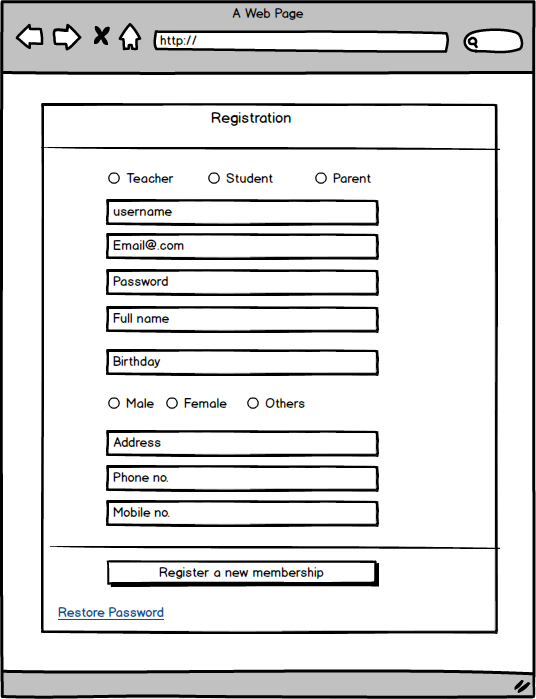 A Web Page
http://
Registration
Teacher Student Parent
username
Email@.com
Password
Full name
Birthday
Male Female Others
Address
Phone no.
Mobile no.
Register a new membership
Restore Password